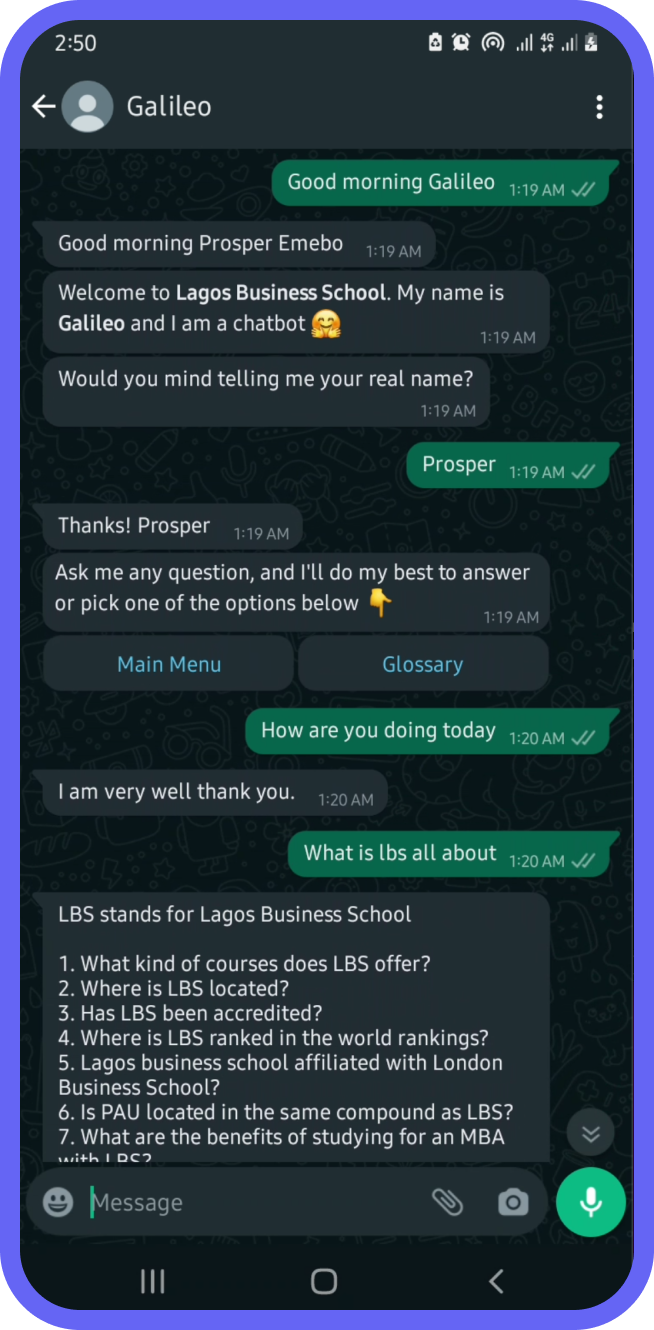 2:50
4G
Galileo
Good morning Galileo 1:19 AM
Good morning Prosper Emebo 1:19 AM
Welcome to Lagos Business School. My name is
Galileo and I am a chatbot 🤗
1:19 AM
Would you mind telling me your real name?
1:19 AM
Prosper 1:19 AM
Thanks! Prosper 1:19 AM
Ask me any question, and I'll do my best to answer
or pick one of the options below 👇
1:19 AM
Main Menu Glossary
How are you doing today 1:20 AM
I am very well thank you. 1:20 AM
What is lbs all about 1:20 AM
LBS stands for Lagos Business School
1. What kind of courses does LBS offer?
2. Where is LBS located?
3. Has LBS been accredited?
4. Where is LBS ranked in the world rankings?
5. Lagos business school affiliated with London
Business School?
6. Is PAU located in the same compound as LBS?
7. What are the benefits of studying for an MBA
with LBS?
Message